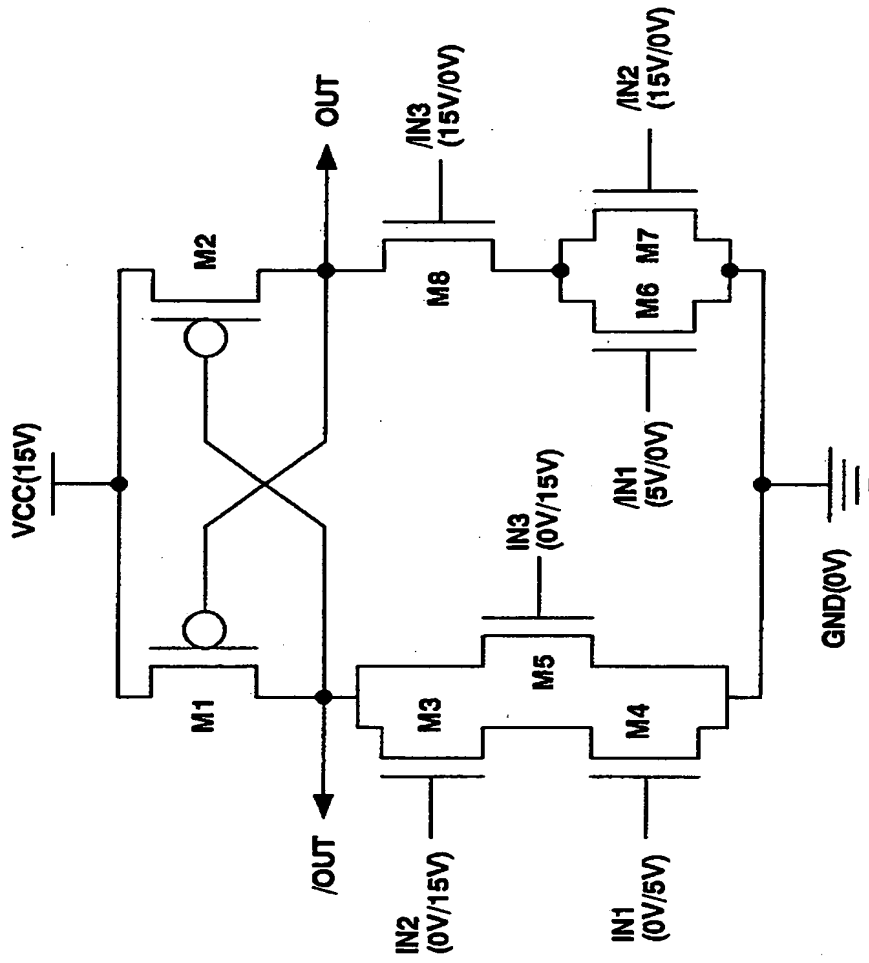 VCC(15V)
M1
M2
/OUT
OUT
IN2
(0V/15V)
M3
M5
IN3
(0V/15V)
M8
/IN3
(15V/0V)
IN1
(0V/5V)
M4
/IN1
(5V/0V)
M6
M7
/IN2
(15V/0V)
GND(0V)